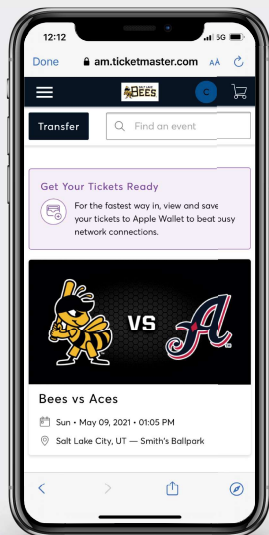 12:12
5G
Done
am.ticketmaster.com
AA
SALT LAKE
BEES
C
Transfer
Find an event
Get Your Tickets Ready
For the fastest way in, view and save
your tickets to Apple Wallet to beat busy
network connections.
VS
A
Bees vs Aces
Sun • May 09, 2021 • 01:05 PM
Salt Lake City, UT — Smith's Ballpark